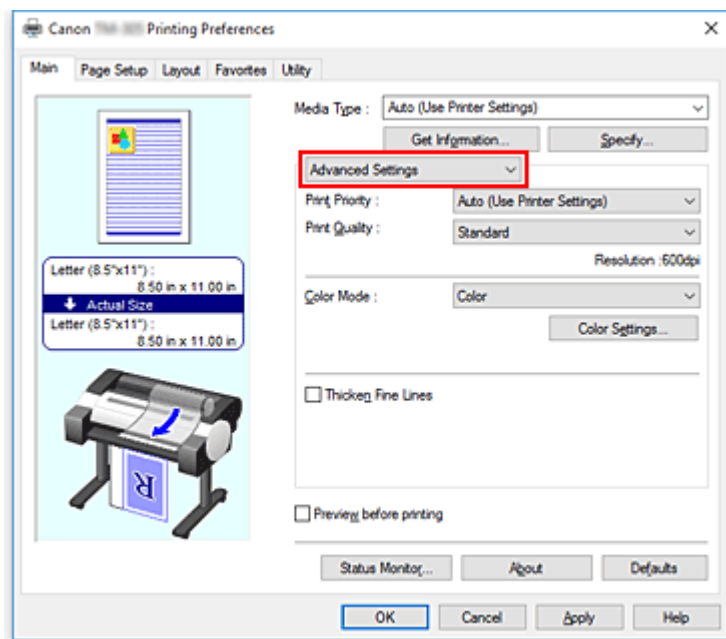 Canon Printing Preferences
Main Page Setup Layout Favorites Utility
Media Type : Auto (Use Printer Settings)
Get Information... Specify...
Advanced Settings
Print Priority : Auto (Use Printer Settings)
Print Quality : Standard
Resolution :600dpi
Letter (8.5"x11") :
8.50 in x 11.00 in
Actual Size
Letter (8.5"x11") :
8.50 in x 11.00 in
Color Mode : Color
Color Settings...
Thicken Fine Lines
R
Preview before printing
Status Monitor... About Defaults
OK Cancel Apply Help